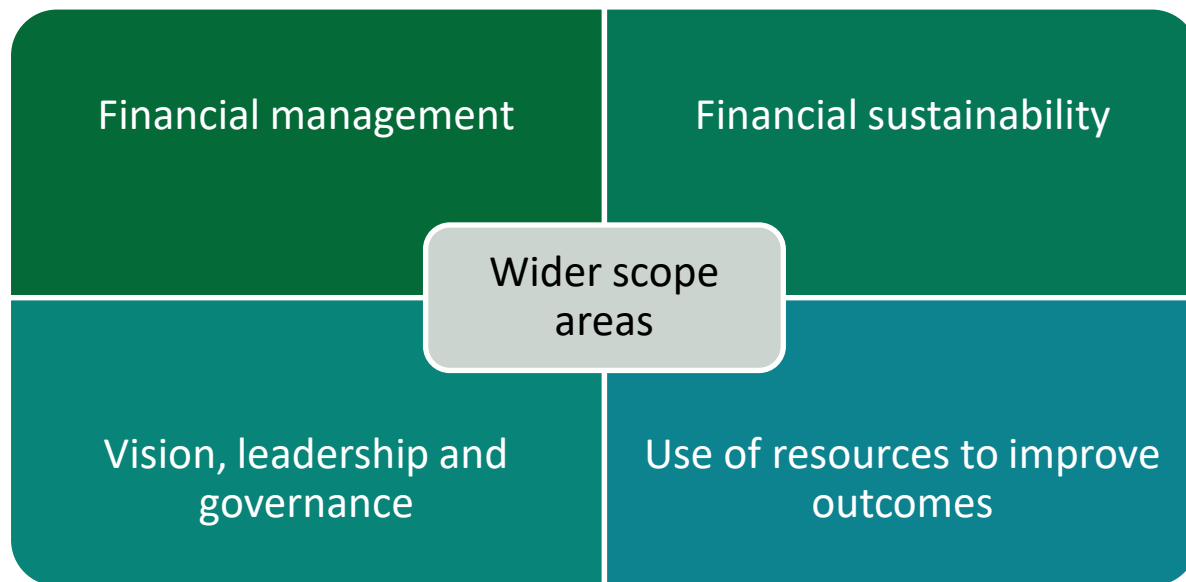 Financial management
Financial sustainability
Wider scope
areas
Vision, leadership and
governance
Use of resources to improve
outcomes